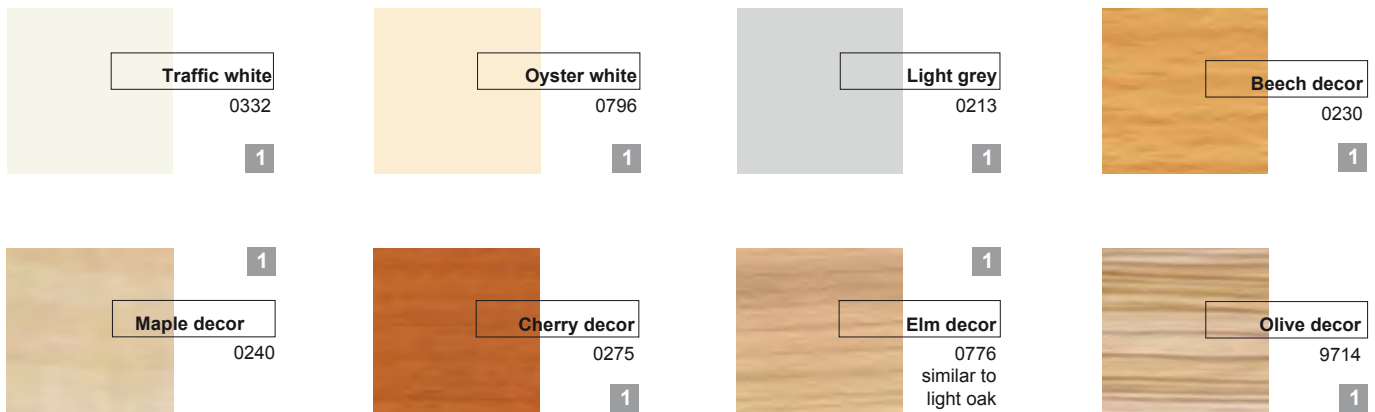 Traffic white
0332
1
Oyster white
0796
1
Light grey
0213
1
Beech decor
0230
1
1
Maple decor
0240
Cherry decor
0275
1
1
Elm decor
0776
similar to
light oak
Olive decor
9714
1